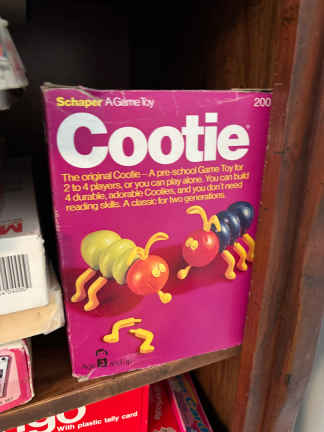 Schaper A Game Toy
200
Cootie
The original Cootie – A pre-school Game Toy for
2 to 4 players, or you can play alone. You can build
4 durable, adorable Cooties, and you don't need
reading skills. A classic for two generations.
3
With plastic tally card